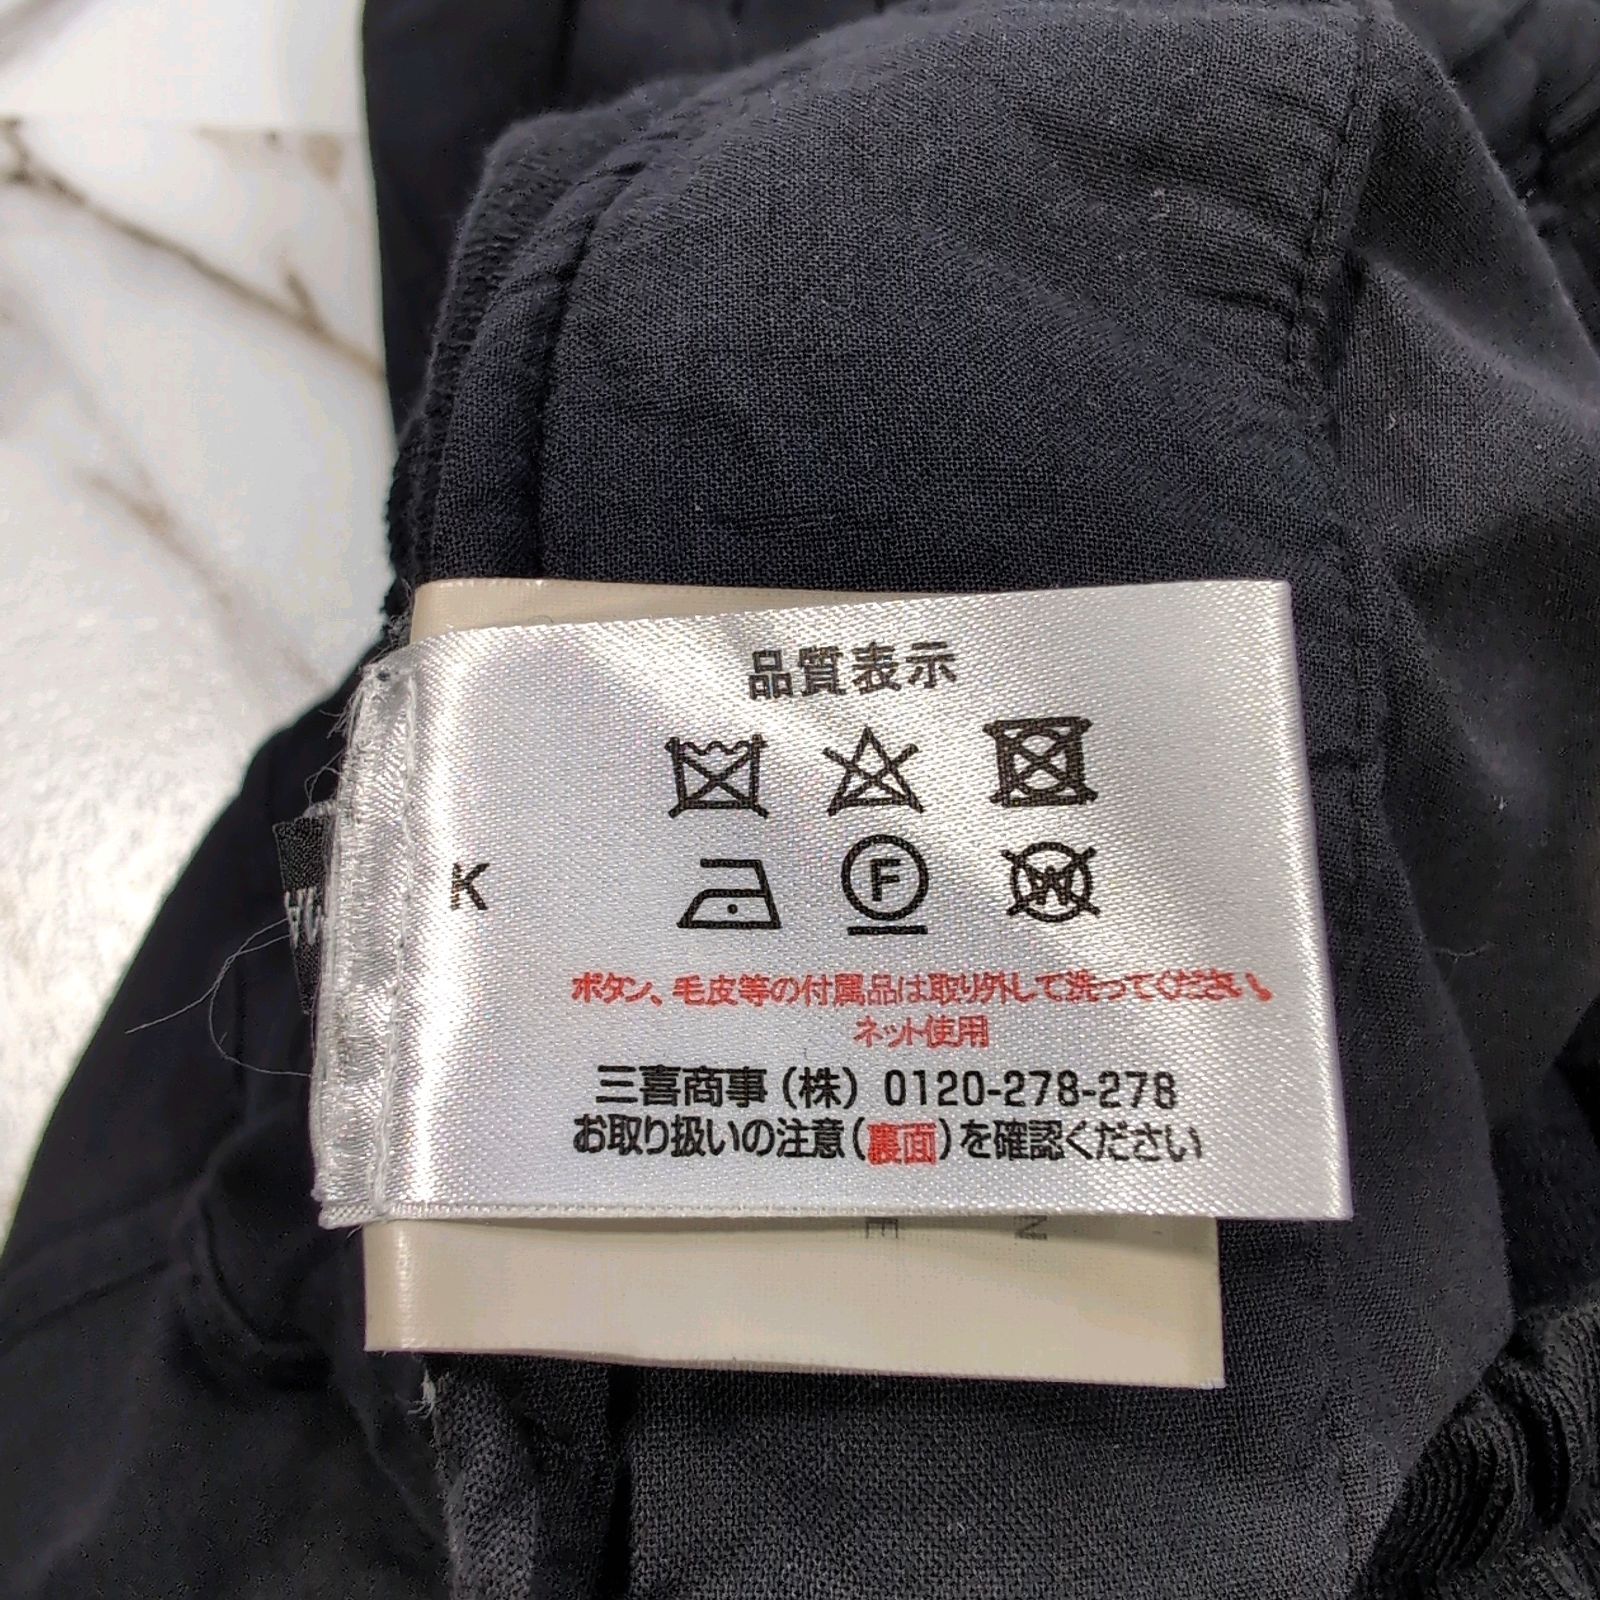 品質表示
F
W
K
ボタン、毛皮等の付属品は取り外して洗ってください。
ネット使用
三喜商事（株）0120-278-278
お取り扱いの注意（裏面）を確認ください
N
E